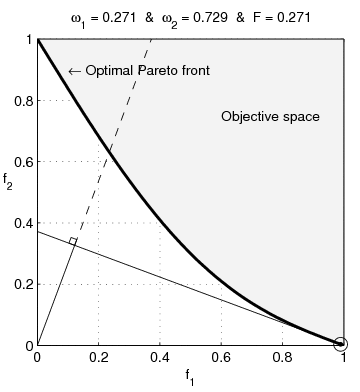 ω1 = 0.271 & ω2 = 0.729 & F = 0.271
1
← Optimal Pareto front
Objective space
0.8
0.6
f2
0.4
0.2
0
0 0.2 0.4 0.6 0.8 1
f1